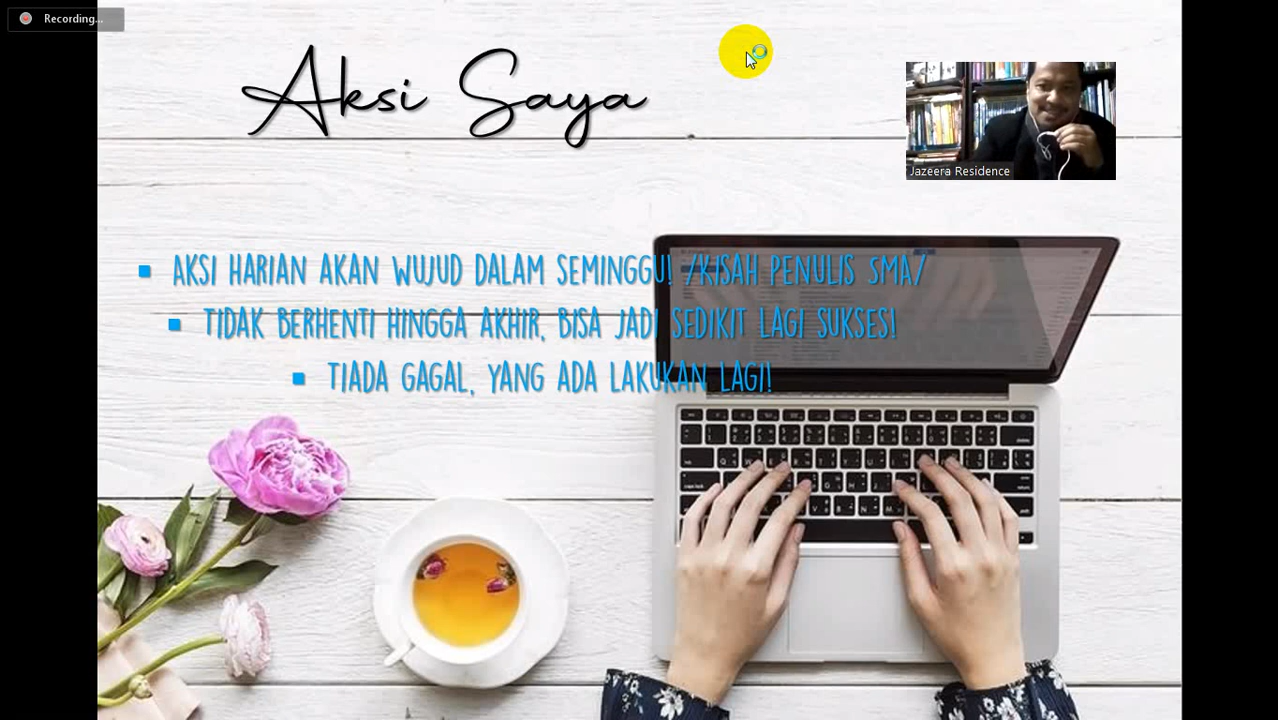 Recording...
Aksi Saya
Jazeera Residence
AKSI HARIAN AKAN WUJUD DALAM SEMINGGU! /KISAH PENULIS SMA/
TIDAK BERHENTI HINGGA AKHIR, BISA JADI SEDIKIT LAGI SUKSES!
TIADA GAGAL, YANG ADA LAKUKAN LAGI!